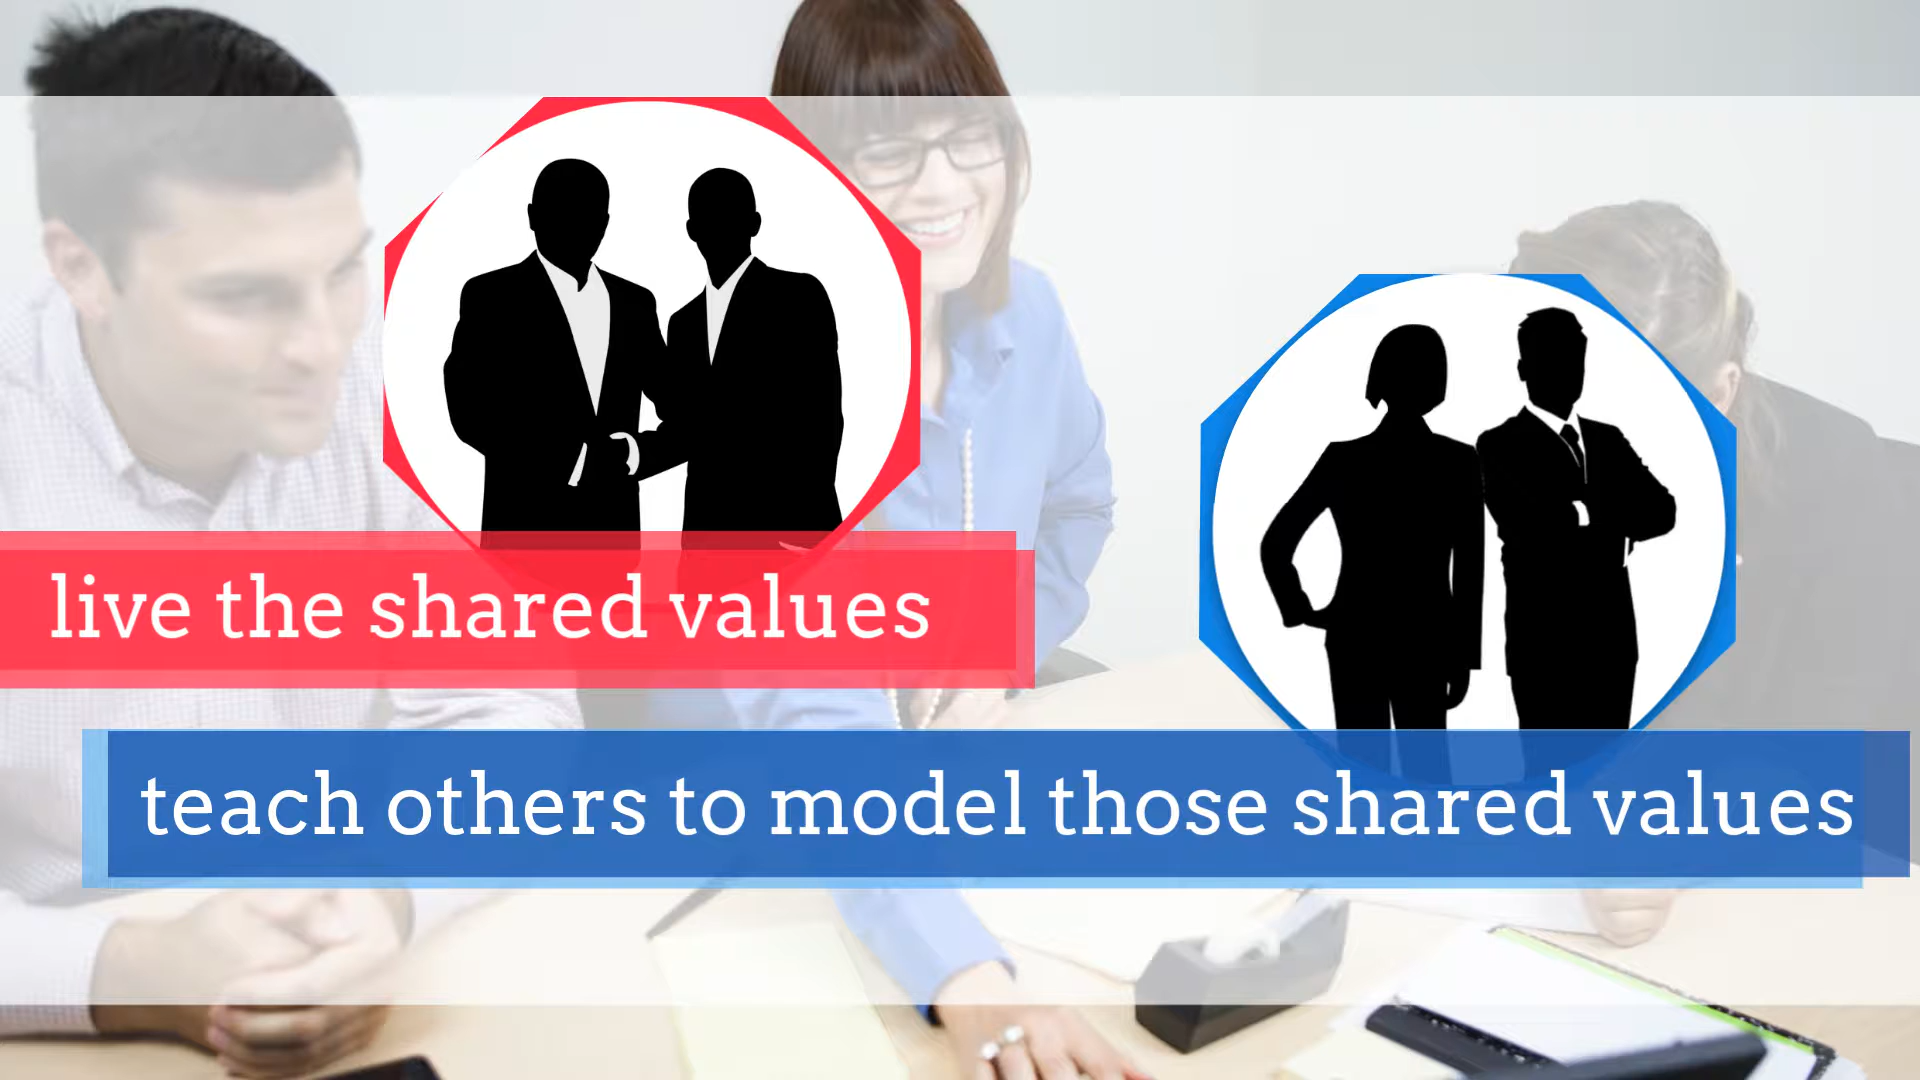 live the shared values
teach others to model those shared values